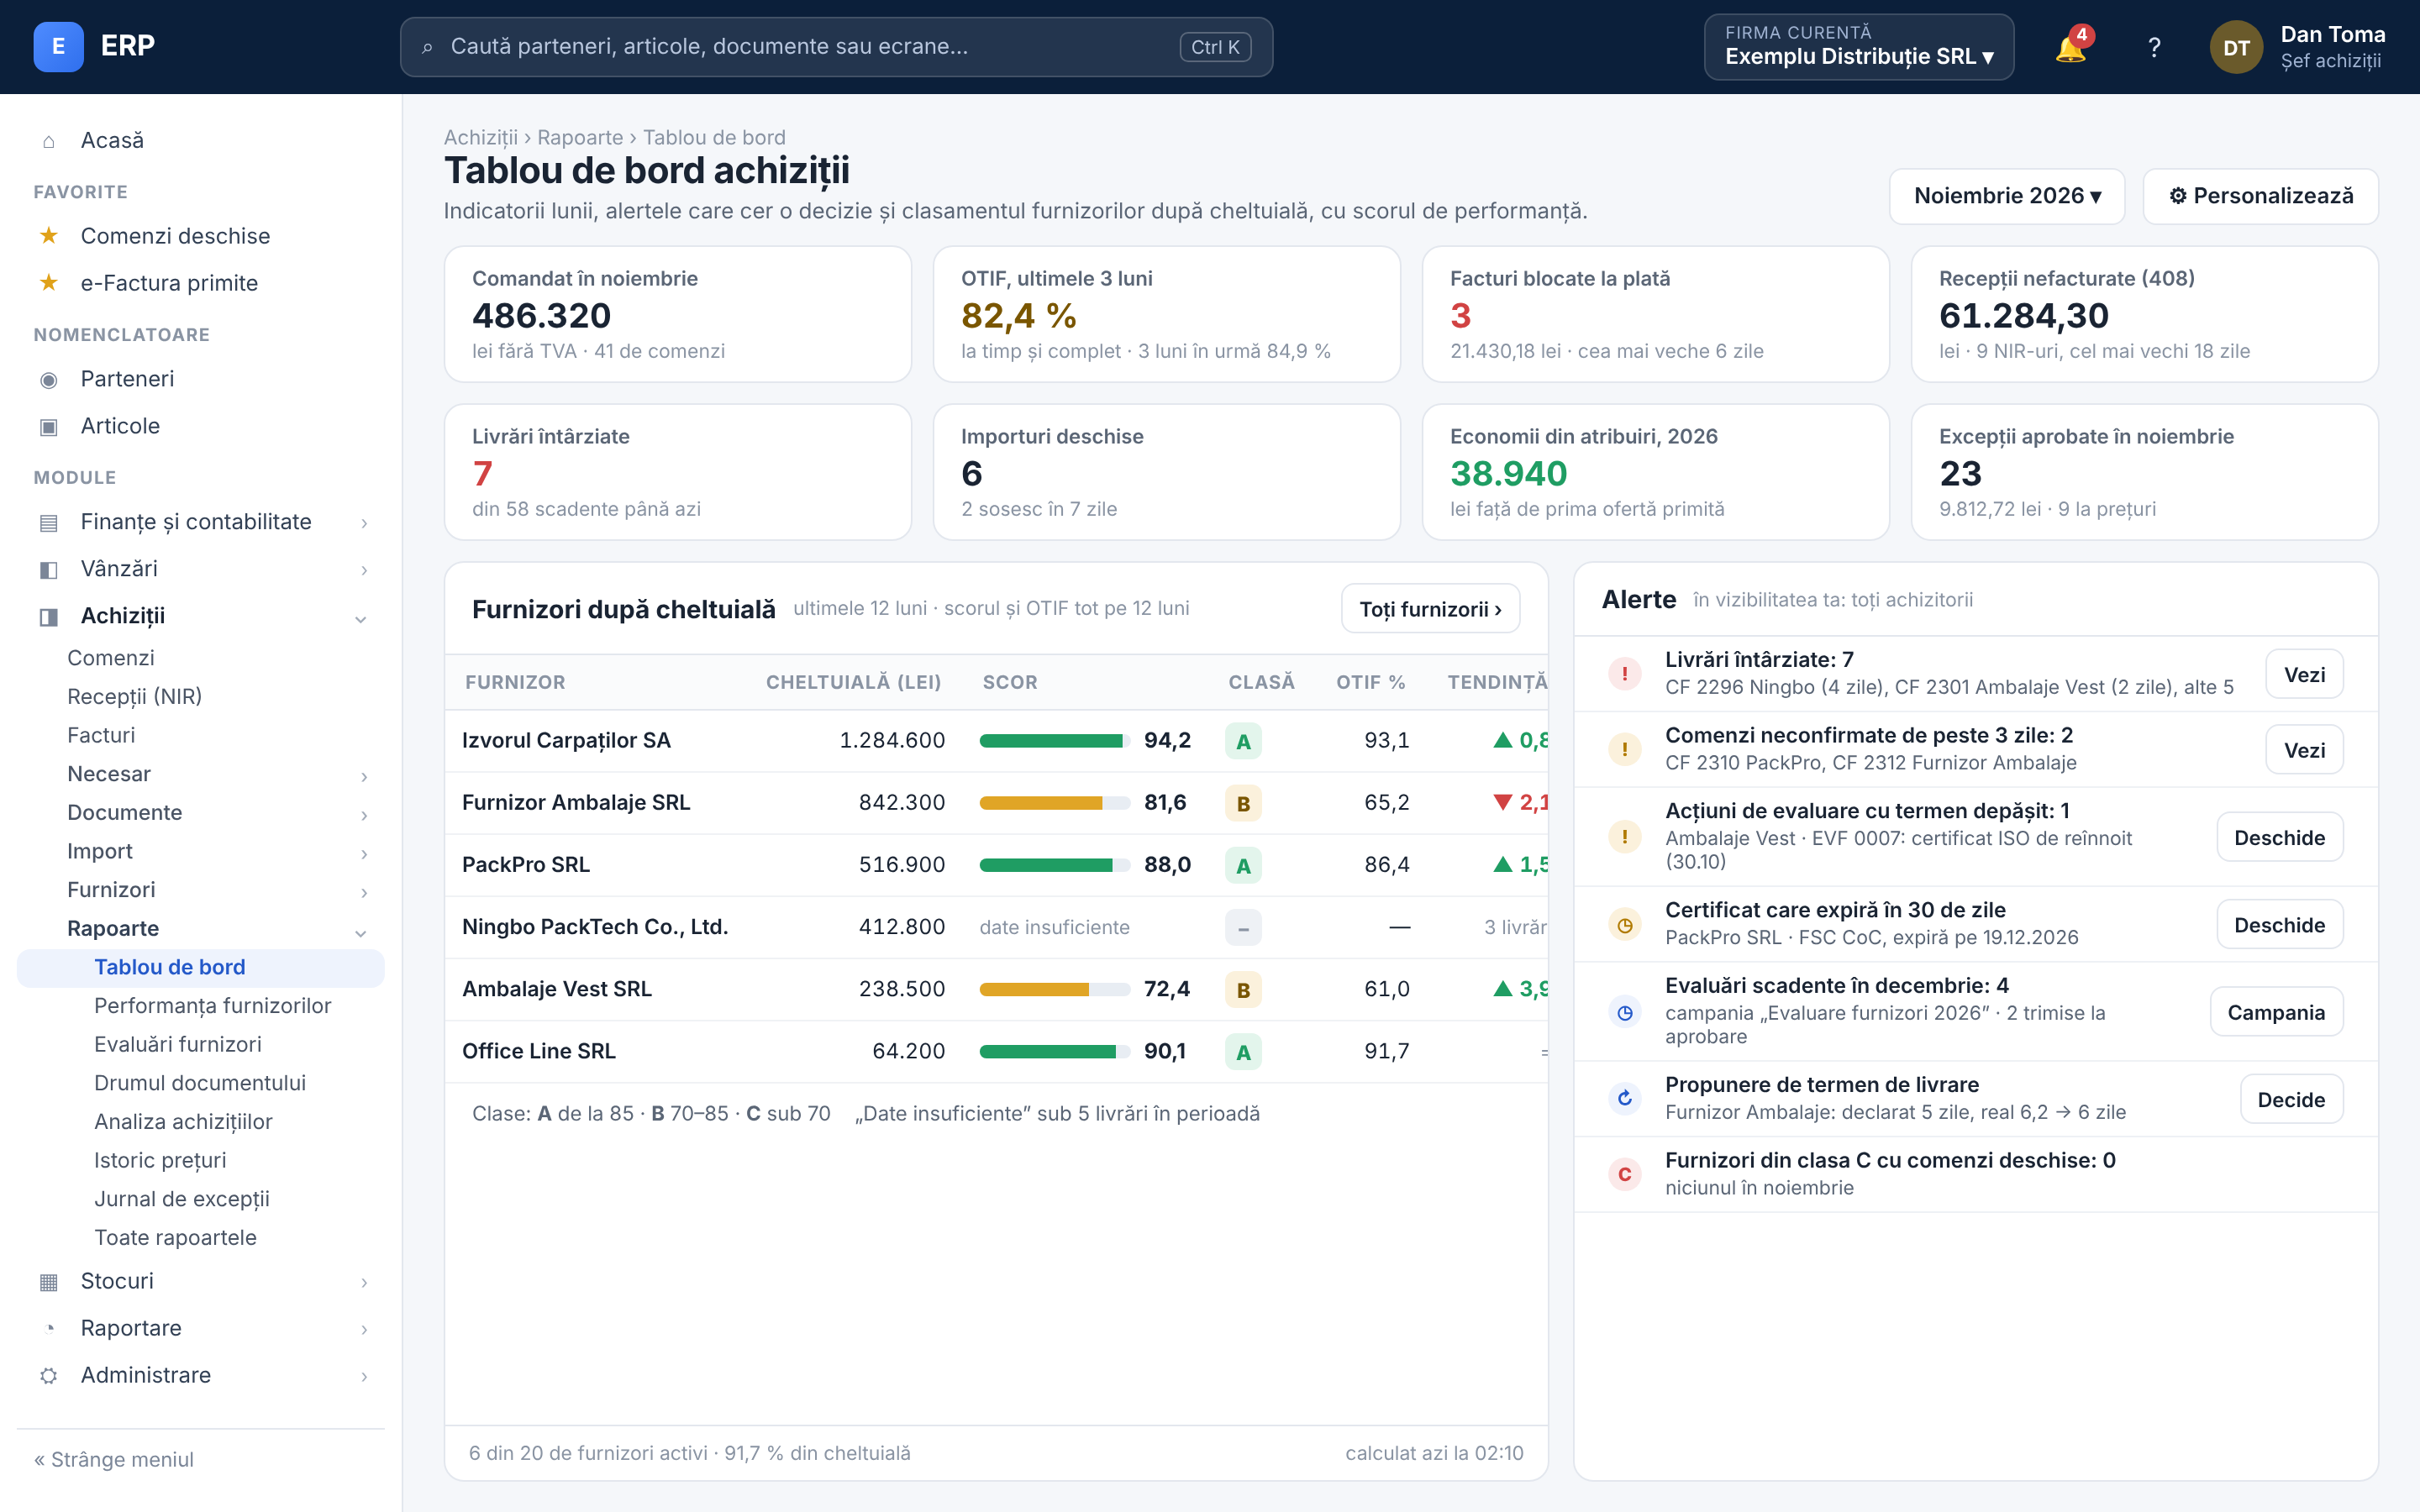 E ERP
Caută parteneri, articole, documente sau ecrane... Ctrl K
FIRMA CURENTĂ
Exemplu Distribuție SRL ▾
4
?
DT
Dan Toma
Șef achiziții
Acasă
FAVORITE
★ Comenzi deschise
★ e-Factura primite
NOMENCLATOARE
Parteneri
Articole
MODULE
Finanțe și contabilitate ›
Vânzări ›
Achiziții
Comenzi
Recepții (NIR)
Facturi
Necesar ›
Documente ›
Import ›
Furnizori ›
Rapoarte
Tablou de bord
Performanța furnizorilor
Evaluări furnizori
Drumul documentului
Analiza achizițiilor
Istoric prețuri
Jurnal de excepții
Toate rapoartele
Stocuri ›
Raportare ›
Administrare ›
« Strânge meniul
Achiziții › Rapoarte › Tablou de bord
Tablou de bord achiziții
Indicatorii lunii, alertele care cer o decizie și clasamentul furnizorilor după cheltuială, cu scorul de performanță.
Noiembrie 2026 ▾
⚙ Personalizează
Comandat în noiembrie
486.320
lei fără TVA · 41 de comenzi
OTIF, ultimele 3 luni
82,4 %
la timp și complet · 3 luni în urmă 84,9 %
Facturi blocate la plată
3
21.430,18 lei · cea mai veche 6 zile
Recepții nefacturate (408)
61.284,30
lei · 9 NIR-uri, cel mai vechi 18 zile
Livrări întârziate
7
din 58 scadente până azi
Importuri deschise
6
2 sosesc în 7 zile
Economii din atribuiri, 2026
38.940
lei față de prima ofertă primită
Excepții aprobate în noiembrie
23
9.812,72 lei · 9 la prețuri
Furnizori după cheltuială ultimele 12 luni · scorul și OTIF tot pe 12 luni
Toți furnizorii ›
FURNIZOR CHELTUIALĂ (LEI) SCOR CLASĂ OTIF % TENDINȚĂ
Izvorul Carpaților SA 1.284.600 94,2 A 93,1 ▲ 0,8
Furnizor Ambalaje SRL 842.300 81,6 B 65,2 ▼ 2,1
PackPro SRL 516.900 88,0 A 86,4 ▲ 1,5
Ningbo PackTech Co., Ltd. 412.800 date insuficiente – — 3 livrăr
Ambalaje Vest SRL 238.500 72,4 B 61,0 ▲ 3,9
Office Line SRL 64.200 90,1 A 91,7 =
Clase: A de la 85 · B 70–85 · C sub 70 „Date insuficiente” sub 5 livrări în perioadă
6 din 20 de furnizori activi · 91,7 % din cheltuială
calculat azi la 02:10
Alerte în vizibilitatea ta: toți achizitorii
! Livrări întârziate: 7
CF 2296 Ningbo (4 zile), CF 2301 Ambalaje Vest (2 zile), alte 5
Vezi
! Comenzi neconfirmate de peste 3 zile: 2
CF 2310 PackPro, CF 2312 Furnizor Ambalaje
Vezi
! Acțiuni de evaluare cu termen depășit: 1
Ambalaje Vest · EVF 0007: certificat ISO de reînnoit
(30.10)
Deschide
Certificat care expiră în 30 de zile
PackPro SRL · FSC CoC, expiră pe 19.12.2026
Deschide
Evaluări scadente în decembrie: 4
campania „Evaluare furnizori 2026” · 2 trimise la
aprobare
Campania
Propunere de termen de livrare
Furnizor Ambalaje: declarat 5 zile, real 6,2 → 6 zile
Decide
C Furnizori din clasa C cu comenzi deschise: 0
niciunul în noiembrie